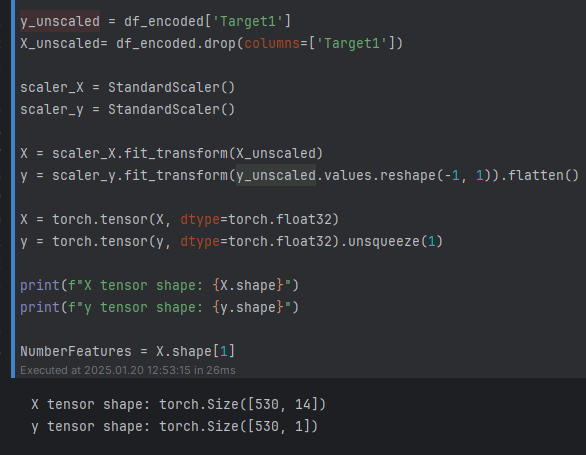 y_unscaled = df_encoded['Target1']
X_unscaled= df_encoded.drop(columns=['Target1'])
scaler_X = StandardScaler()
scaler_y = StandardScaler()
X = scaler_X.fit_transform(X_unscaled)
y = scaler_y.fit_transform(y_unscaled.values.reshape(-1, 1)).flatten()
X = torch.tensor(X, dtype=torch.float32)
y = torch.tensor(y, dtype=torch.float32).unsqueeze(1)
print(f"X tensor shape: {X.shape}")
print(f"y tensor shape: {y.shape}")
NumberFeatures = X.shape[1]
Executed at 2025.01.20 12:53:15 in 26ms
X tensor shape: torch.Size([530, 14])
y tensor shape: torch.Size([530, 1])